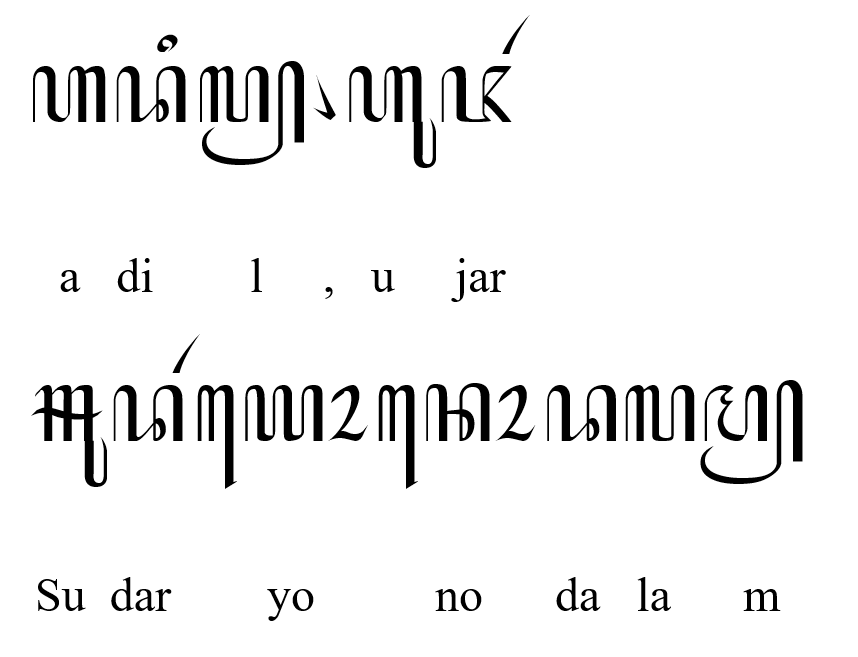 ꦲꦢꦶꦭ꧀꧈ꦲꦸꦗꦂ
a di l , u jar
ꦯꦸꦢꦂꦪꦺꦴꦤꦺꦴꦢꦭꦩ꧀
Su dar yo no da la m